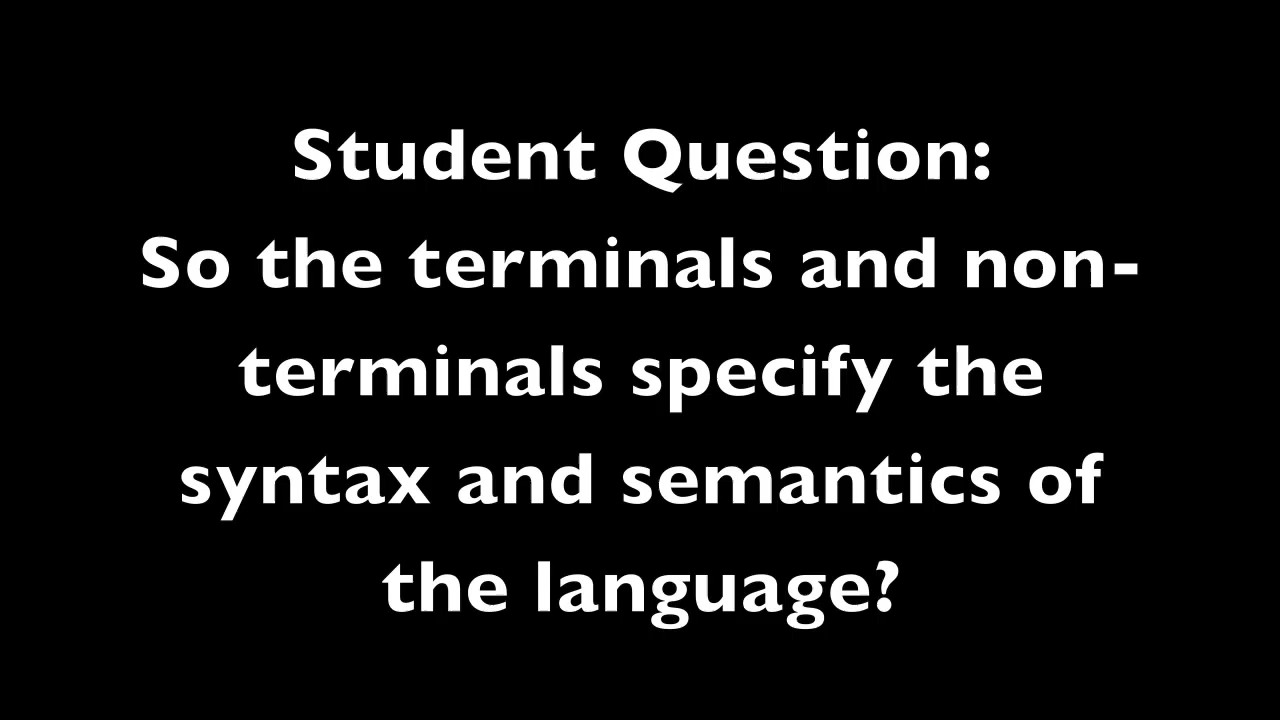 Student Question:
So the terminals and non-
terminals specify the
syntax and semantics of
the language?